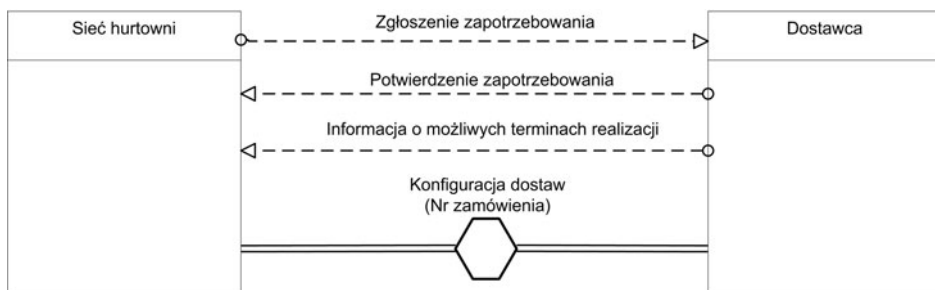 Sieć hurtowni
Zgłoszenie zapotrzebowania
Dostawca
Potwierdzenie zapotrzebowania
Informacja o możliwych terminach realizacji
Konfiguracja dostaw
(Nr zamówienia)